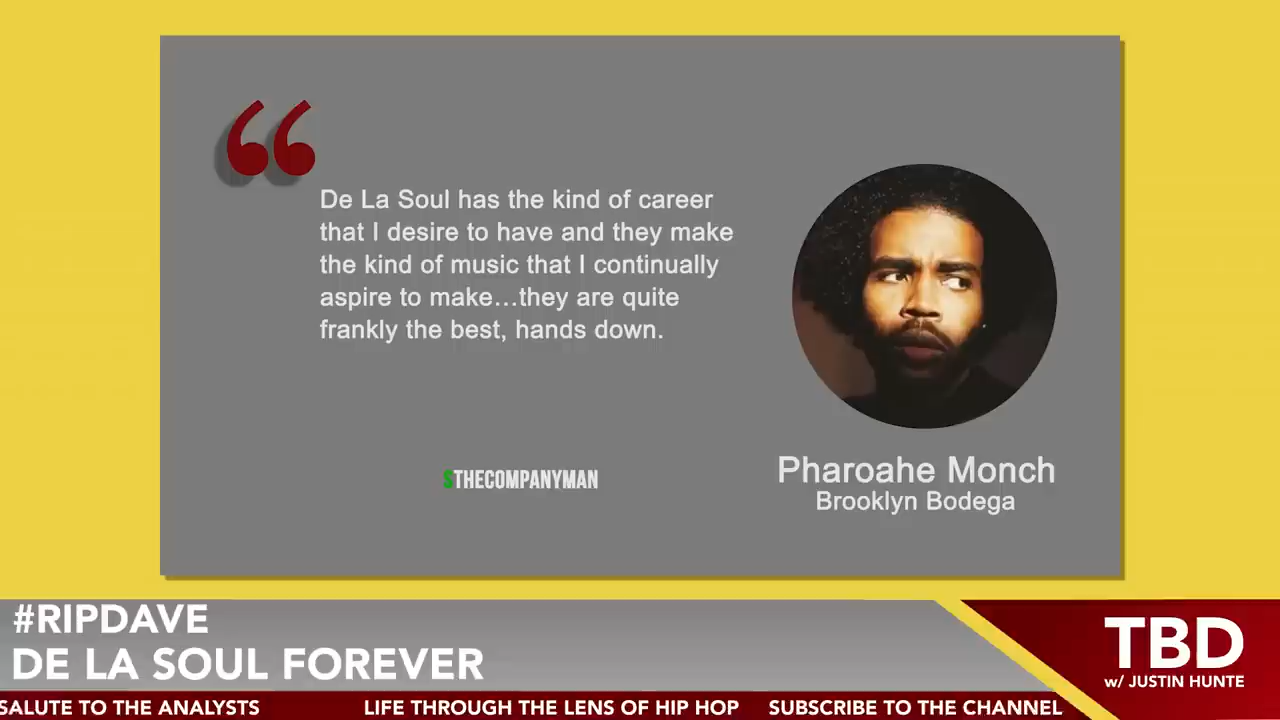 “
De La Soul has the kind of career
that I desire to have and they make
the kind of music that I continually
aspire to make...they are quite
frankly the best, hands down.
$THECOMPANYMAN
Pharoahe Monch
Brooklyn Bodega
#RIPDAVE
DE LA SOUL FOREVER
TBD
w/ JUSTIN HUNTE
SALUTE TO THE ANALYSTS LIFE THROUGH THE LENS OF HIP HOP SUBSCRIBE TO THE CHANNEL